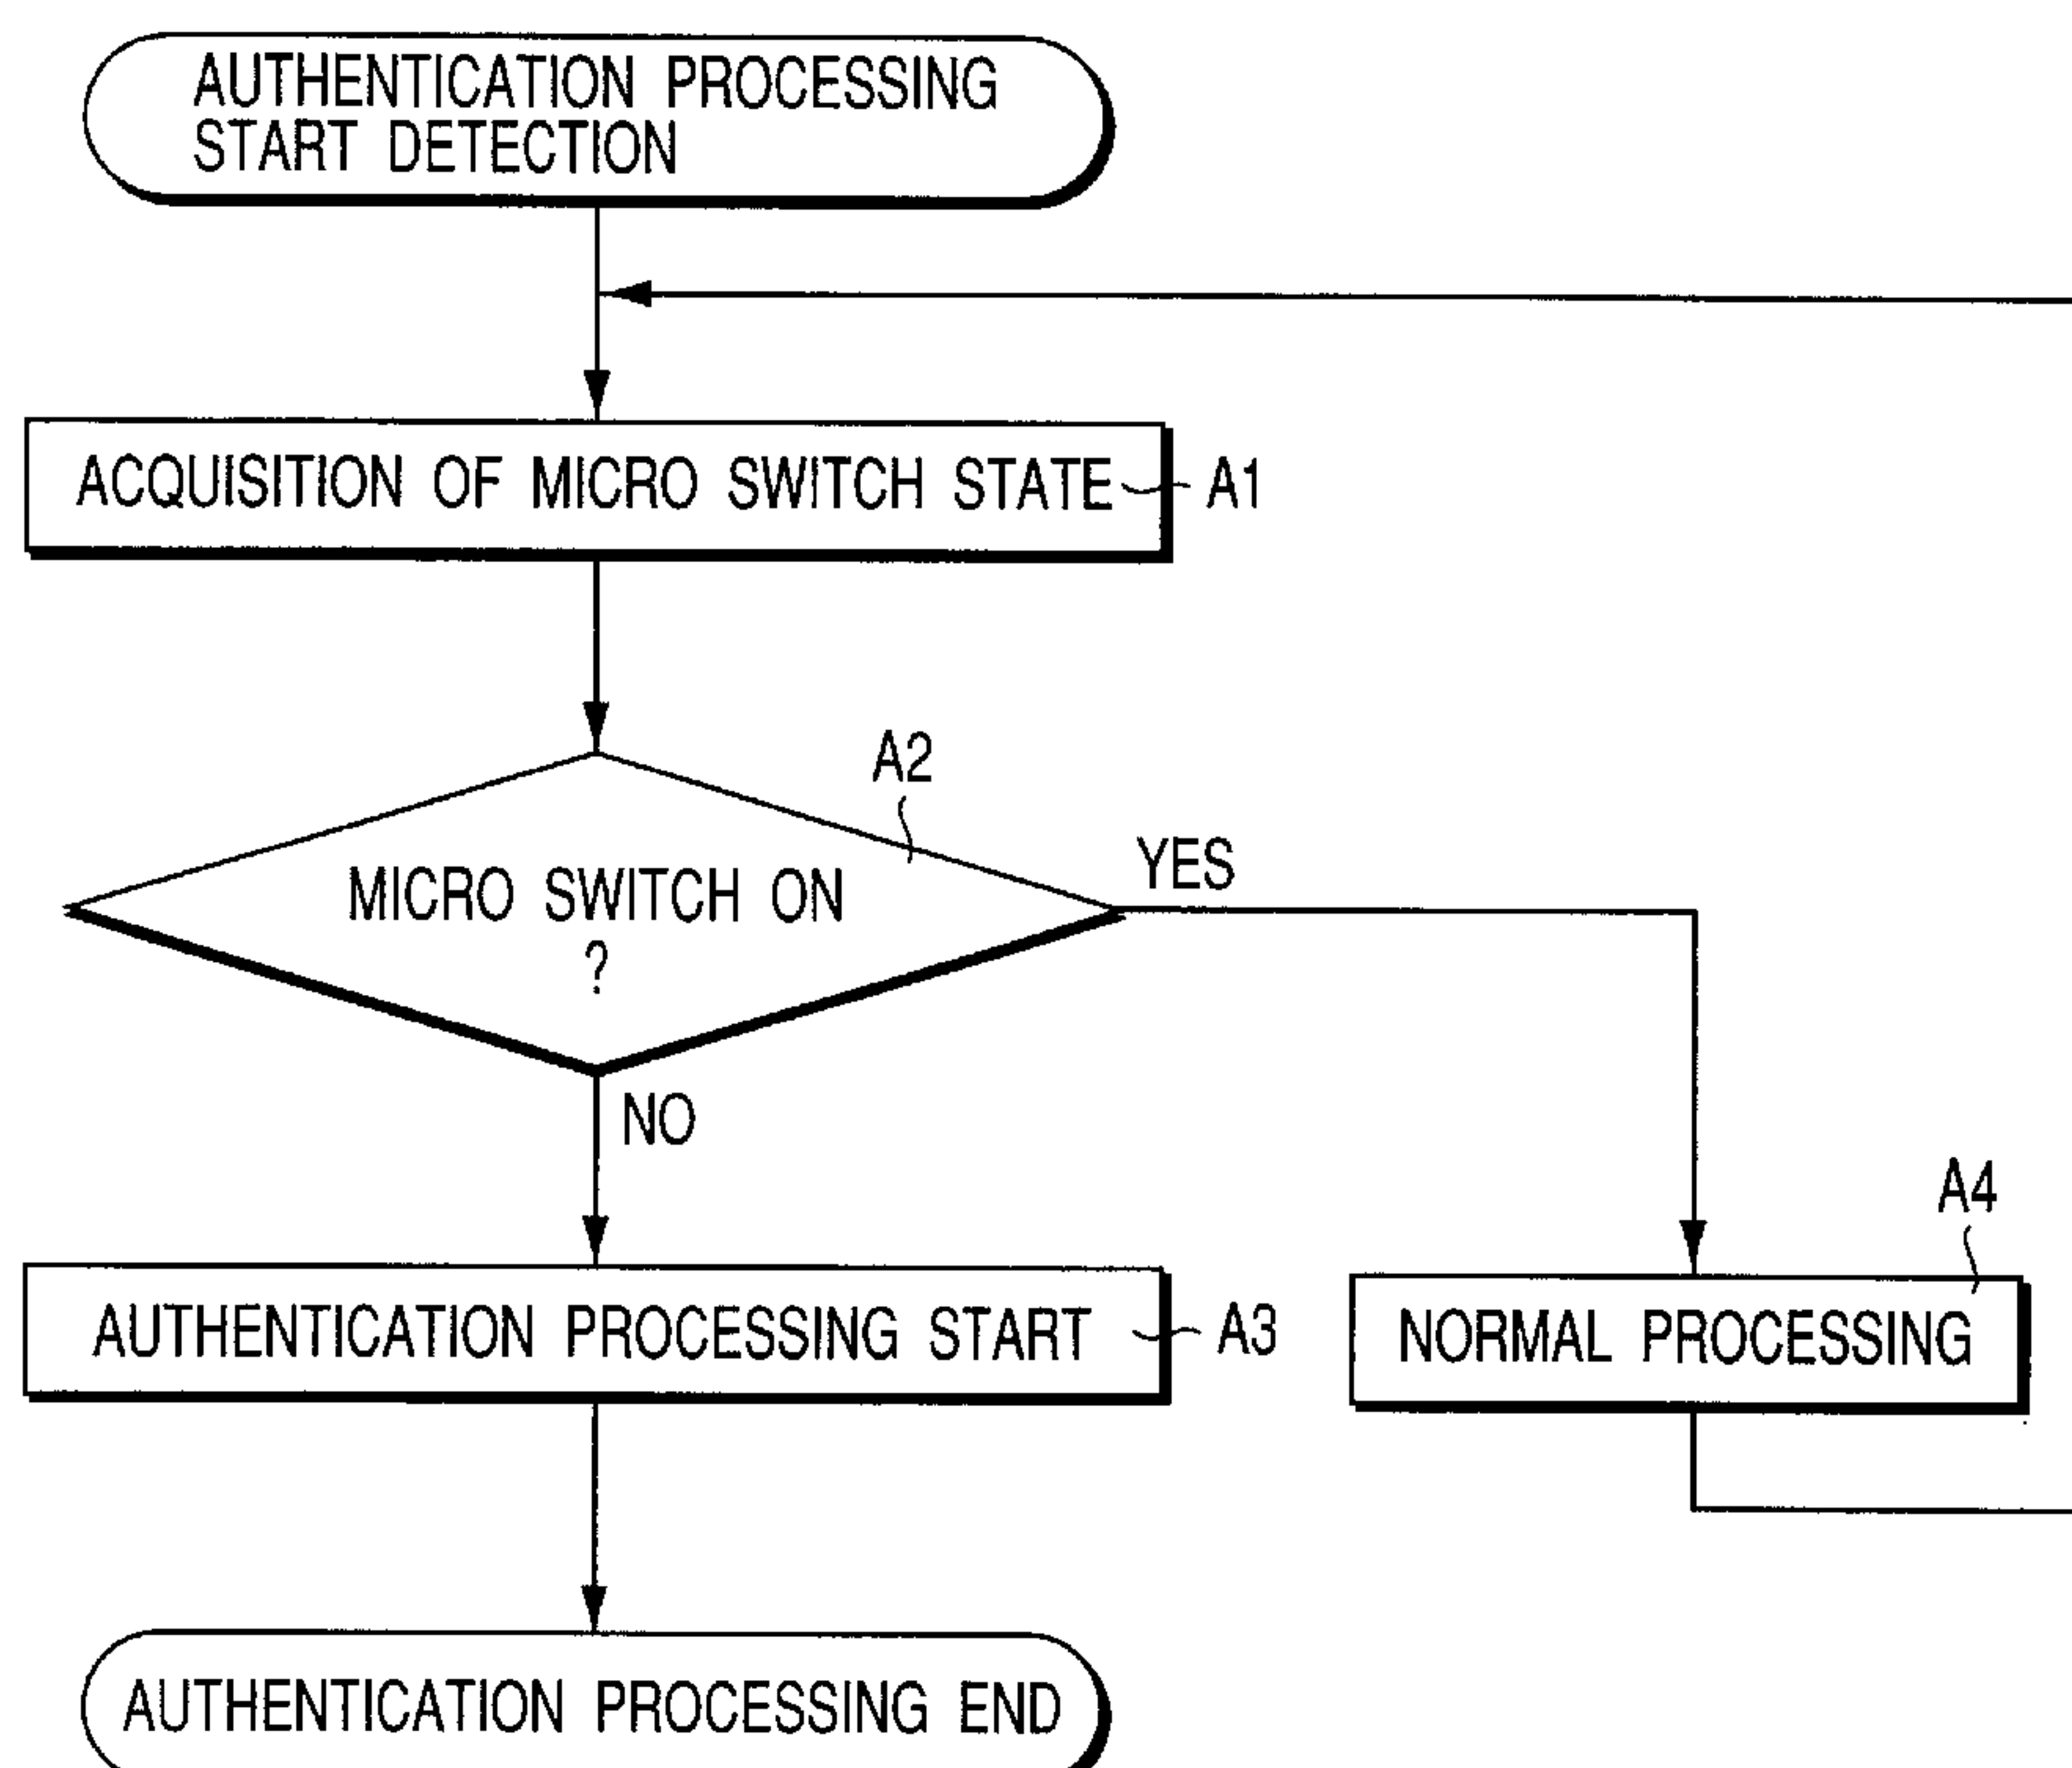 AUTHENTICATION PROCESSING
START DETECTION
ACQUISITION OF MICRO SWITCH STATE
A1
A2
MICRO SWITCH ON
?
YES
NO
AUTHENTICATION PROCESSING START
A3
A4
NORMAL PROCESSING
AUTHENTICATION PROCESSING END